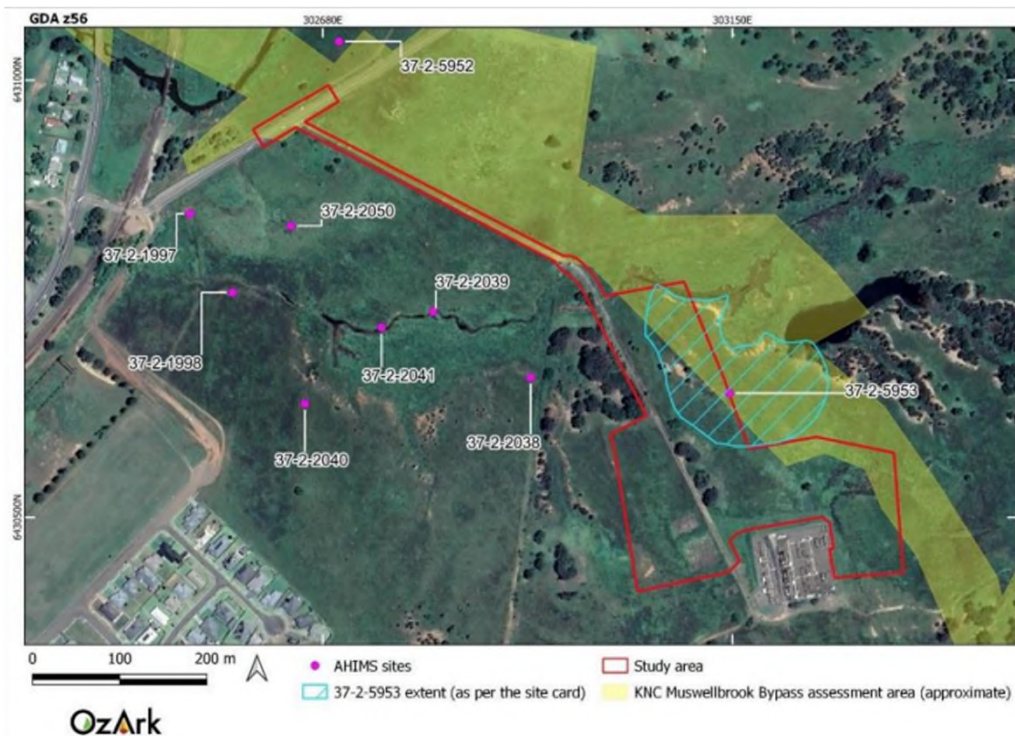 GDA z56
302680E
303150E
6431000N
6430500N
37-2-5952
37-2-2050
37-2-1997
37-2-2039
37-2-1998
37-2-2041
37-2-5953
37-2-2038
37-2-2040
0 100 200 m
AHIMS sites
Study area
37-2-5953 extent (as per the site card)
KNC Muswellbrook Bypass assessment area (approximate)
OzArk